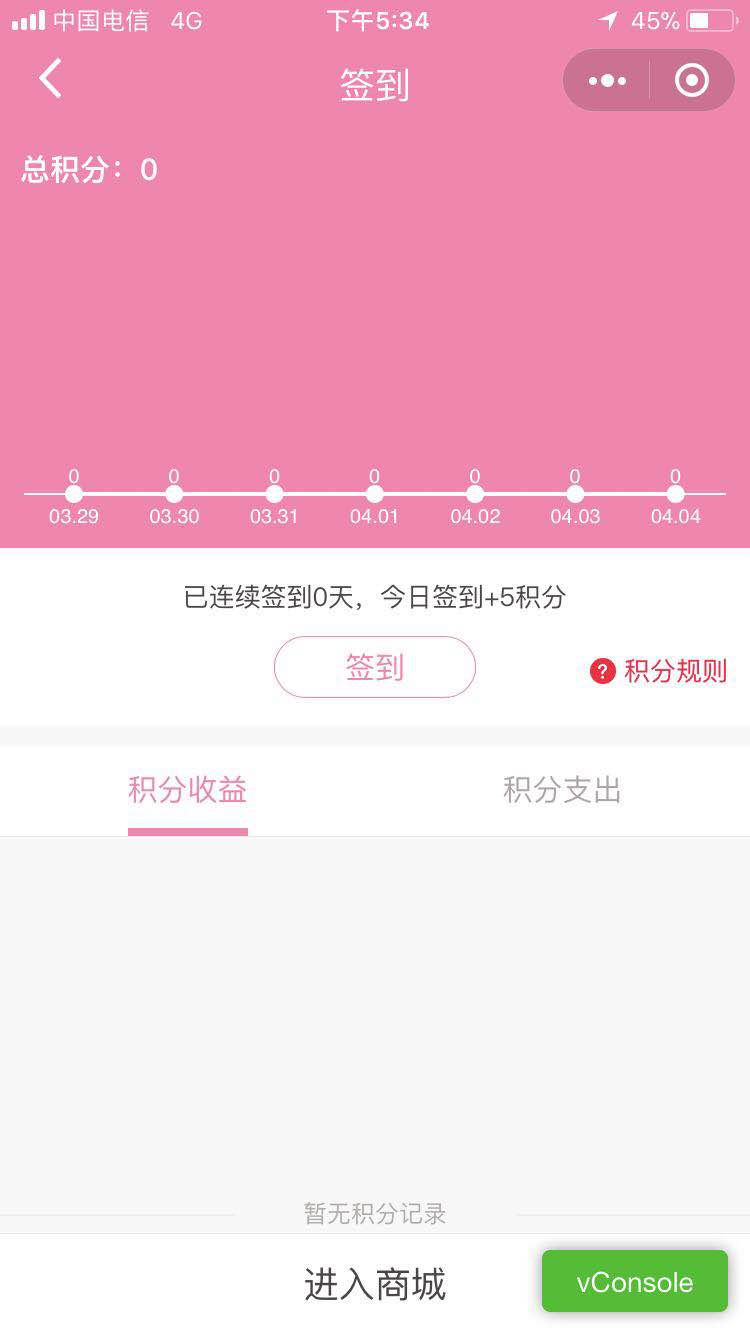 中国电信 4G 下午5:34 45%
签到
总积分：0
0 0 0 0 0 0 0
03.29 03.30 03.31 04.01 04.02 04.03 04.04
已连续签到0天，今日签到+5积分
签到
? 积分规则
积分收益 积分支出
暂无积分记录
进入商城
vConsole